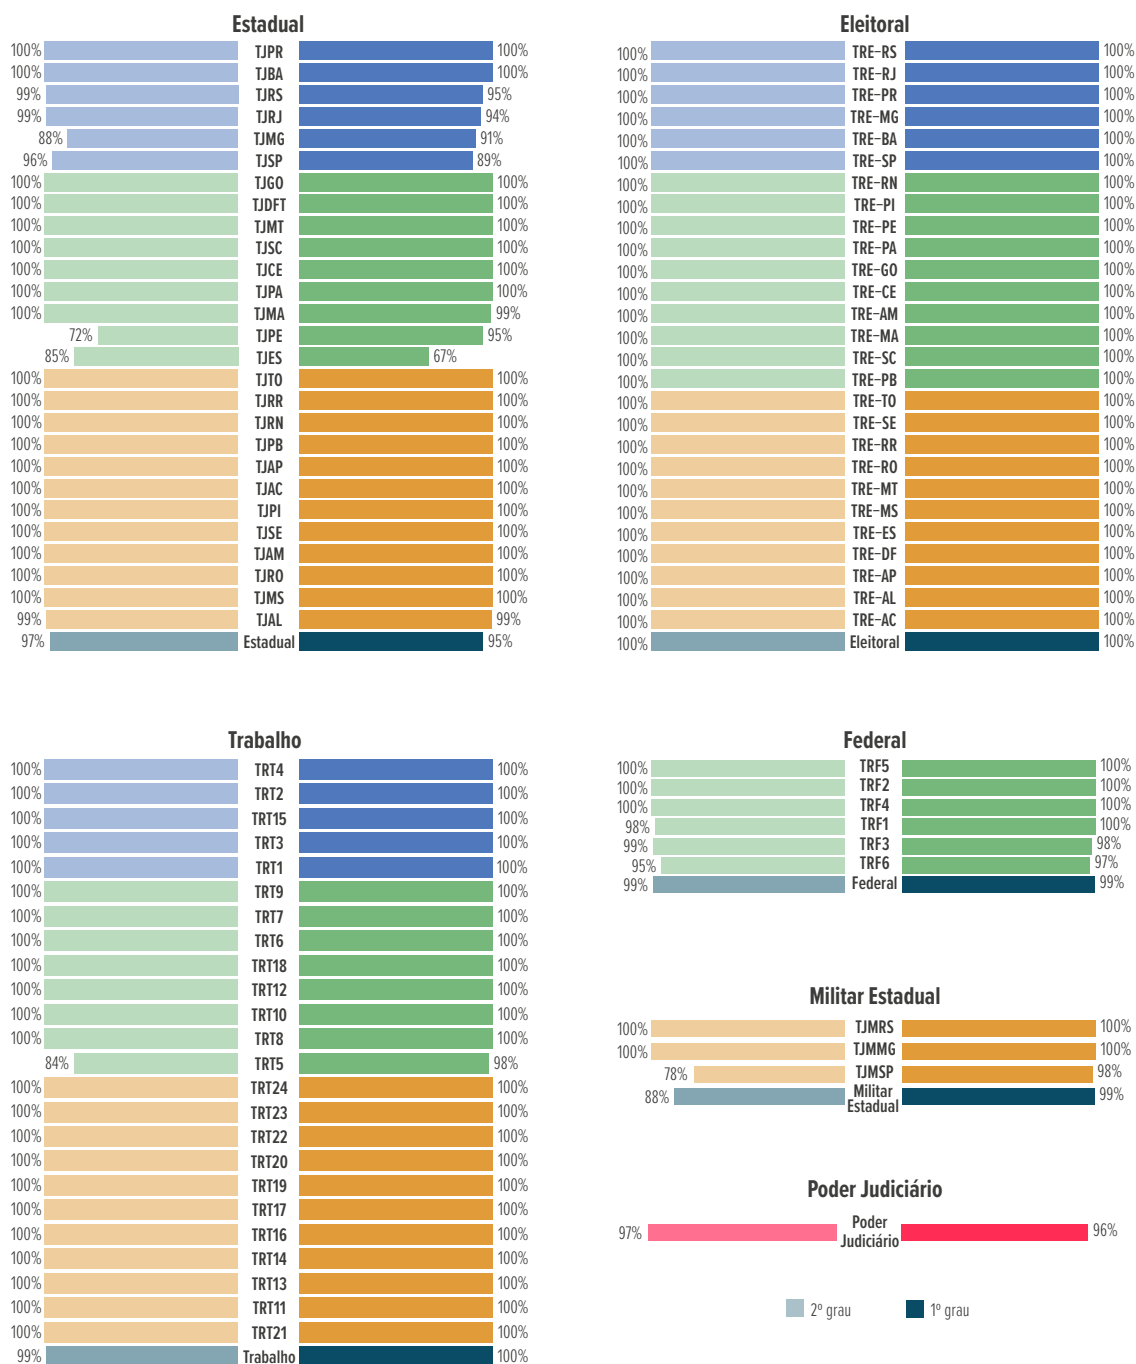 Estadual
100% TJPR 100%
100% TJBA 100%
99% TJRS 95%
99% TJRJ 94%
88% TJMG 91%
96% TJSP 89%
100% TJGO 100%
100% TJDFT 100%
100% TJMT 100%
100% TJSC 100%
100% TJCE 100%
100% TJPA 100%
100% TJMA 99%
72% TJPE 95%
85% TJES 67%
100% TJTO 100%
100% TJRR 100%
100% TJRN 100%
100% TJPB 100%
100% TJAP 100%
100% TJAC 100%
100% TJPI 100%
100% TJSE 100%
100% TJAM 100%
100% TJRO 100%
100% TJMS 100%
99% TJAL 99%
97% Estadual 95%
Eleitoral
100% TRE-RS 100%
100% TRE-RJ 100%
100% TRE-PR 100%
100% TRE-MG 100%
100% TRE-BA 100%
100% TRE-SP 100%
100% TRE-RN 100%
100% TRE-PI 100%
100% TRE-PE 100%
100% TRE-PA 100%
100% TRE-GO 100%
100% TRE-CE 100%
100% TRE-AM 100%
100% TRE-MA 100%
100% TRE-SC 100%
100% TRE-PB 100%
100% TRE-TO 100%
100% TRE-SE 100%
100% TRE-RR 100%
100% TRE-RO 100%
100% TRE-MT 100%
100% TRE-MS 100%
100% TRE-ES 100%
100% TRE-DF 100%
100% TRE-AP 100%
100% TRE-AL 100%
100% TRE-AC 100%
100% Eleitoral 100%
Trabalho
100% TRT4 100%
100% TRT2 100%
100% TRT15 100%
100% TRT3 100%
100% TRT1 100%
100% TRT9 100%
100% TRT7 100%
100% TRT6 100%
100% TRT18 100%
100% TRT12 100%
100% TRT10 100%
100% TRT8 100%
84% TRT5 98%
100% TRT24 100%
100% TRT23 100%
100% TRT22 100%
100% TRT20 100%
100% TRT19 100%
100% TRT17 100%
100% TRT16 100%
100% TRT14 100%
100% TRT13 100%
100% TRT11 100%
100% TRT21 100%
99% Trabalho 100%
Federal
100% TRF5 100%
100% TRF2 100%
100% TRF4 100%
98% TRF1 100%
99% TRF3 98%
95% TRF6 97%
99% Federal 99%
Militar Estadual
100% TJMRS 100%
100% TJMMG 100%
78% TJMSP 98%
88% Militar 99%
Estadual
Poder Judiciário
97% Poder 96%
Judiciário
2º grau 1º grau